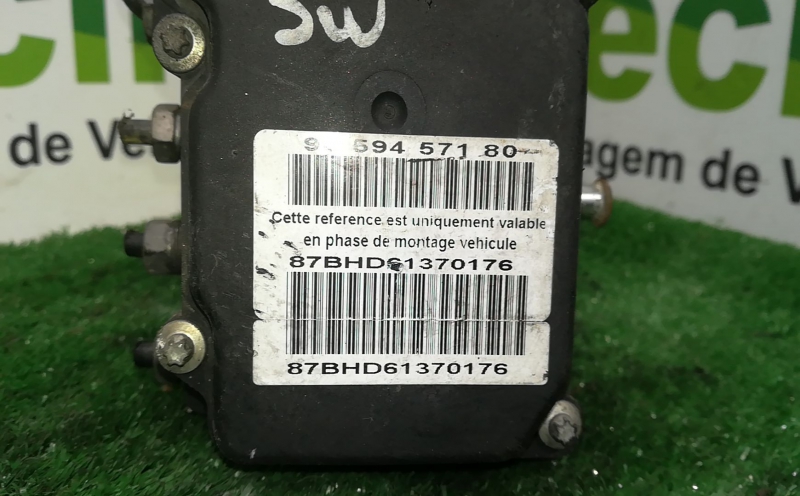 SW
594 571 80
Cette reference est uniquement valable
en phase de montage vehicule
87BHD61370176
87BHD61370176
de Ve
agem de Ve